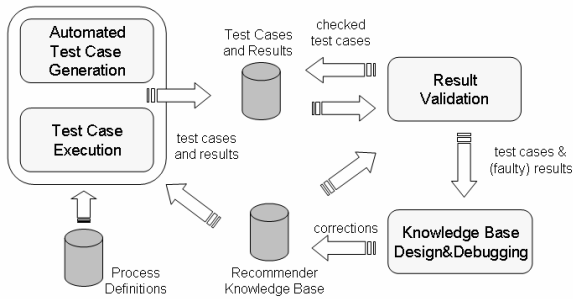 Automated
Test Case
Generation
Test Case
Execution
Test Cases
and Results
checked
test cases
Result
Validation
test cases
and results
test cases &
(faulty) results
corrections
Knowledge Base
Design&Debugging
Process
Definitions
Recommender
Knowledge Base